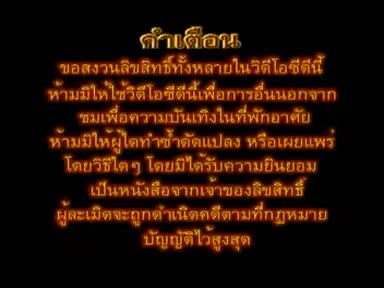 คำเตือน
ขอสงวนลิขสิทธิ์ทั้งหลายในวิดีโอซีดีนี้
ห้ามมิให้ใช้วิดีโอซีดีนี้เพื่อการอื่นนอกจาก
ชมเพื่อความบันเทิงในที่พักอาศัย
ห้ามมิให้ผู้ใดทำซ้ำดัดแปลง หรือเผยแพร่
โดยวิธีใดๆ โดยมิได้รับความยินยอม
เป็นหนังสือจากเจ้าของลิขสิทธิ์
ผู้ละเมิดจะถูกดำเนิดคดีตามที่กฎหมาย
บัญญัติไว้สูงสุด